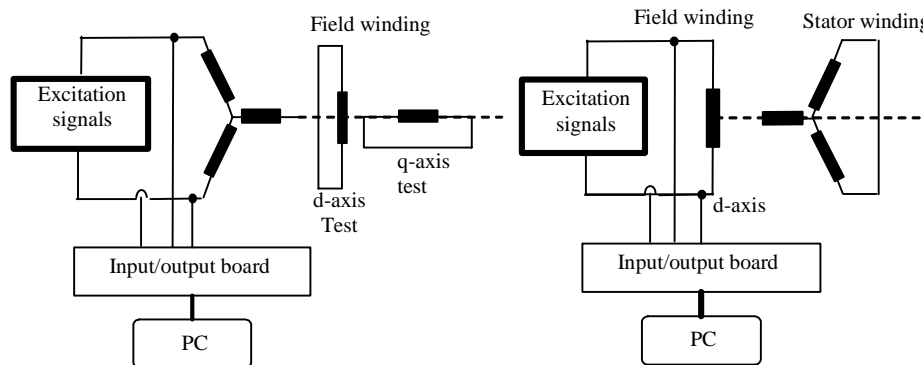 Field winding
Excitation
signals
d-axis
Test
q-axis
test
Input/output board
PC
Field winding
Stator winding
Excitation
signals
d-axis
Input/output board
PC